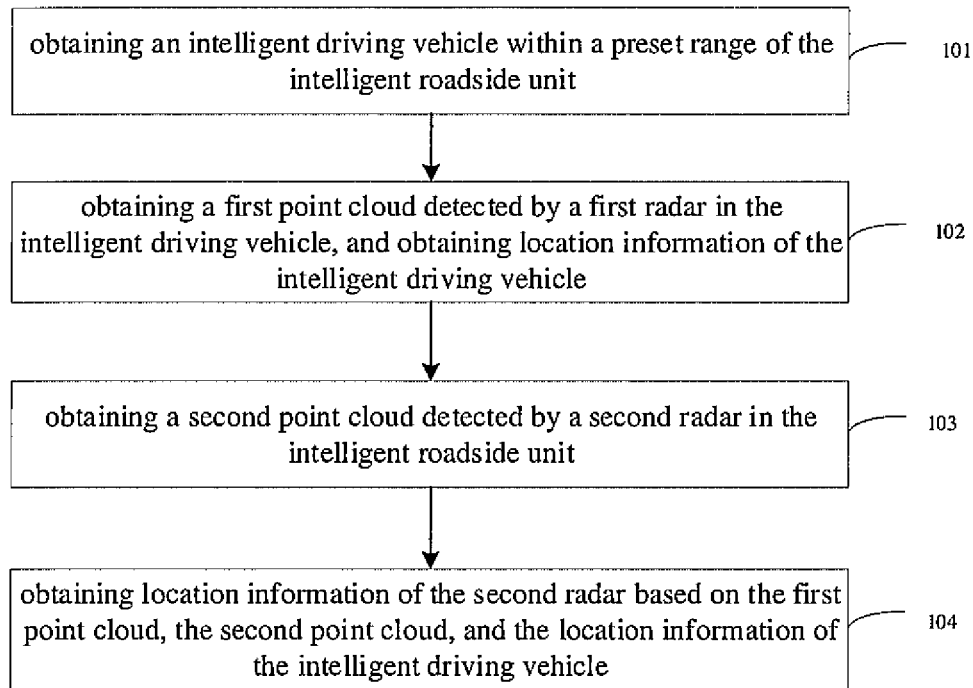 obtaining an intelligent driving vehicle within a preset range of the
intelligent roadside unit
101
obtaining a first point cloud detected by a first radar in the
intelligent driving vehicle, and obtaining location information of the
intelligent driving vehicle
102
obtaining a second point cloud detected by a second radar in the
intelligent roadside unit
103
obtaining location information of the second radar based on the first
point cloud, the second point cloud, and the location information of
the intelligent driving vehicle
104